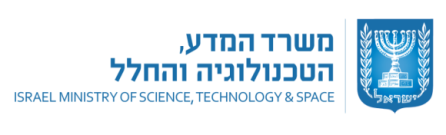 משרד המדע,
הטכנולוגיה והחלל
ISRAEL MINISTRY OF SCIENCE, TECHNOLOGY & SPACE
ישראל